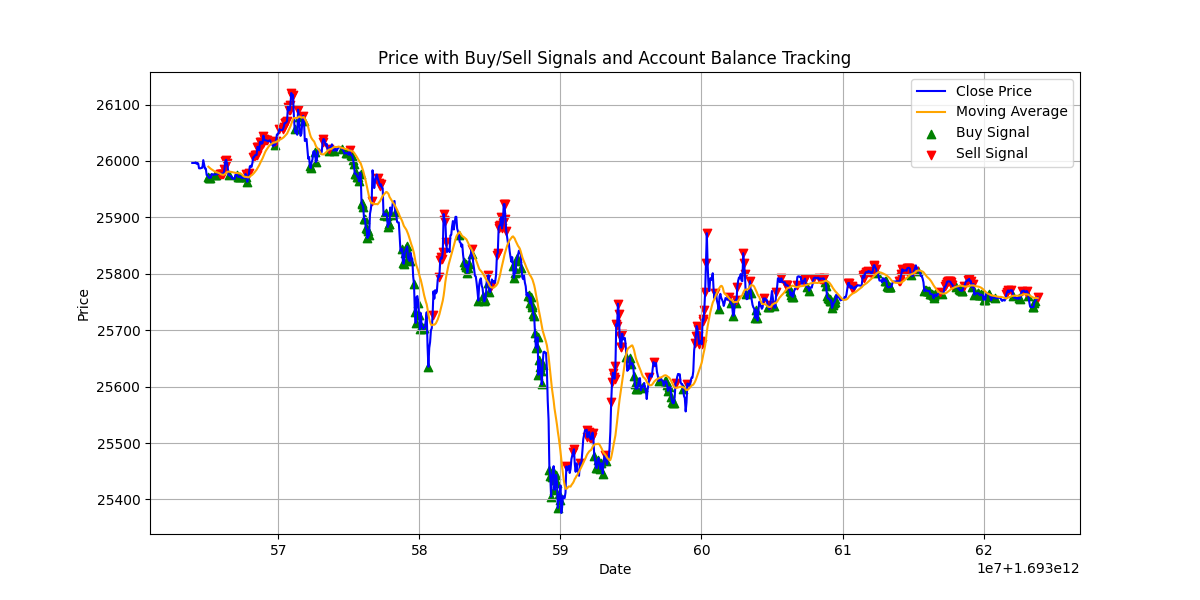 Price with Buy/Sell Signals and Account Balance Tracking
Close Price
Moving Average
Buy Signal
Sell Signal
Price
26100
26000
25900
25800
25700
25600
25500
25400
57 58 59 60 61 62
Date
1e7+1.693e12